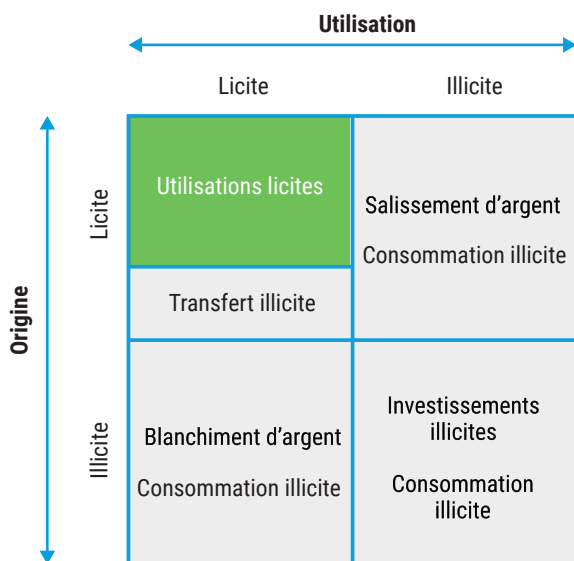 Utilisation
Licite
Illicite
Origine
Licite
Utilisations licites
Transfert illicite
Salissement d'argent
Consommation illicite
Illicite
Blanchiment d'argent
Consommation illicite
Investissements
illicites
Consommation
illicite